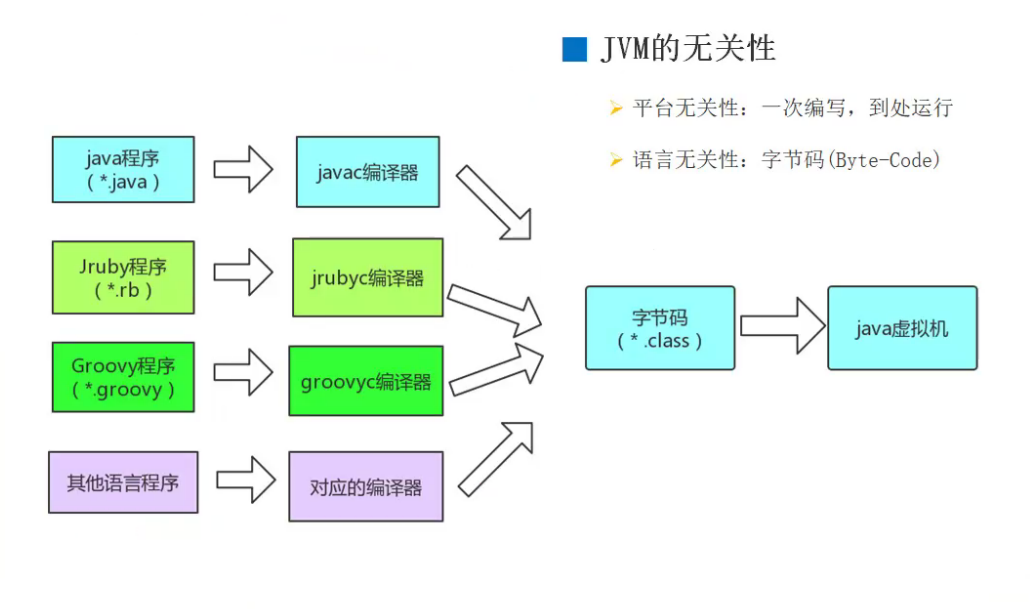 JVM的无关性
平台无关性：一次编写，到处运行
语言无关性：字节码(Byte-Code)
java程序
（ *.java ）
javac编译器
Jruby程序
（ *.rb ）
jrubyc编译器
Groovy程序
（ *.groovy ）
groovyc编译器
其他语言程序
对应的编译器
字节码
（ * .class ）
java虚拟机